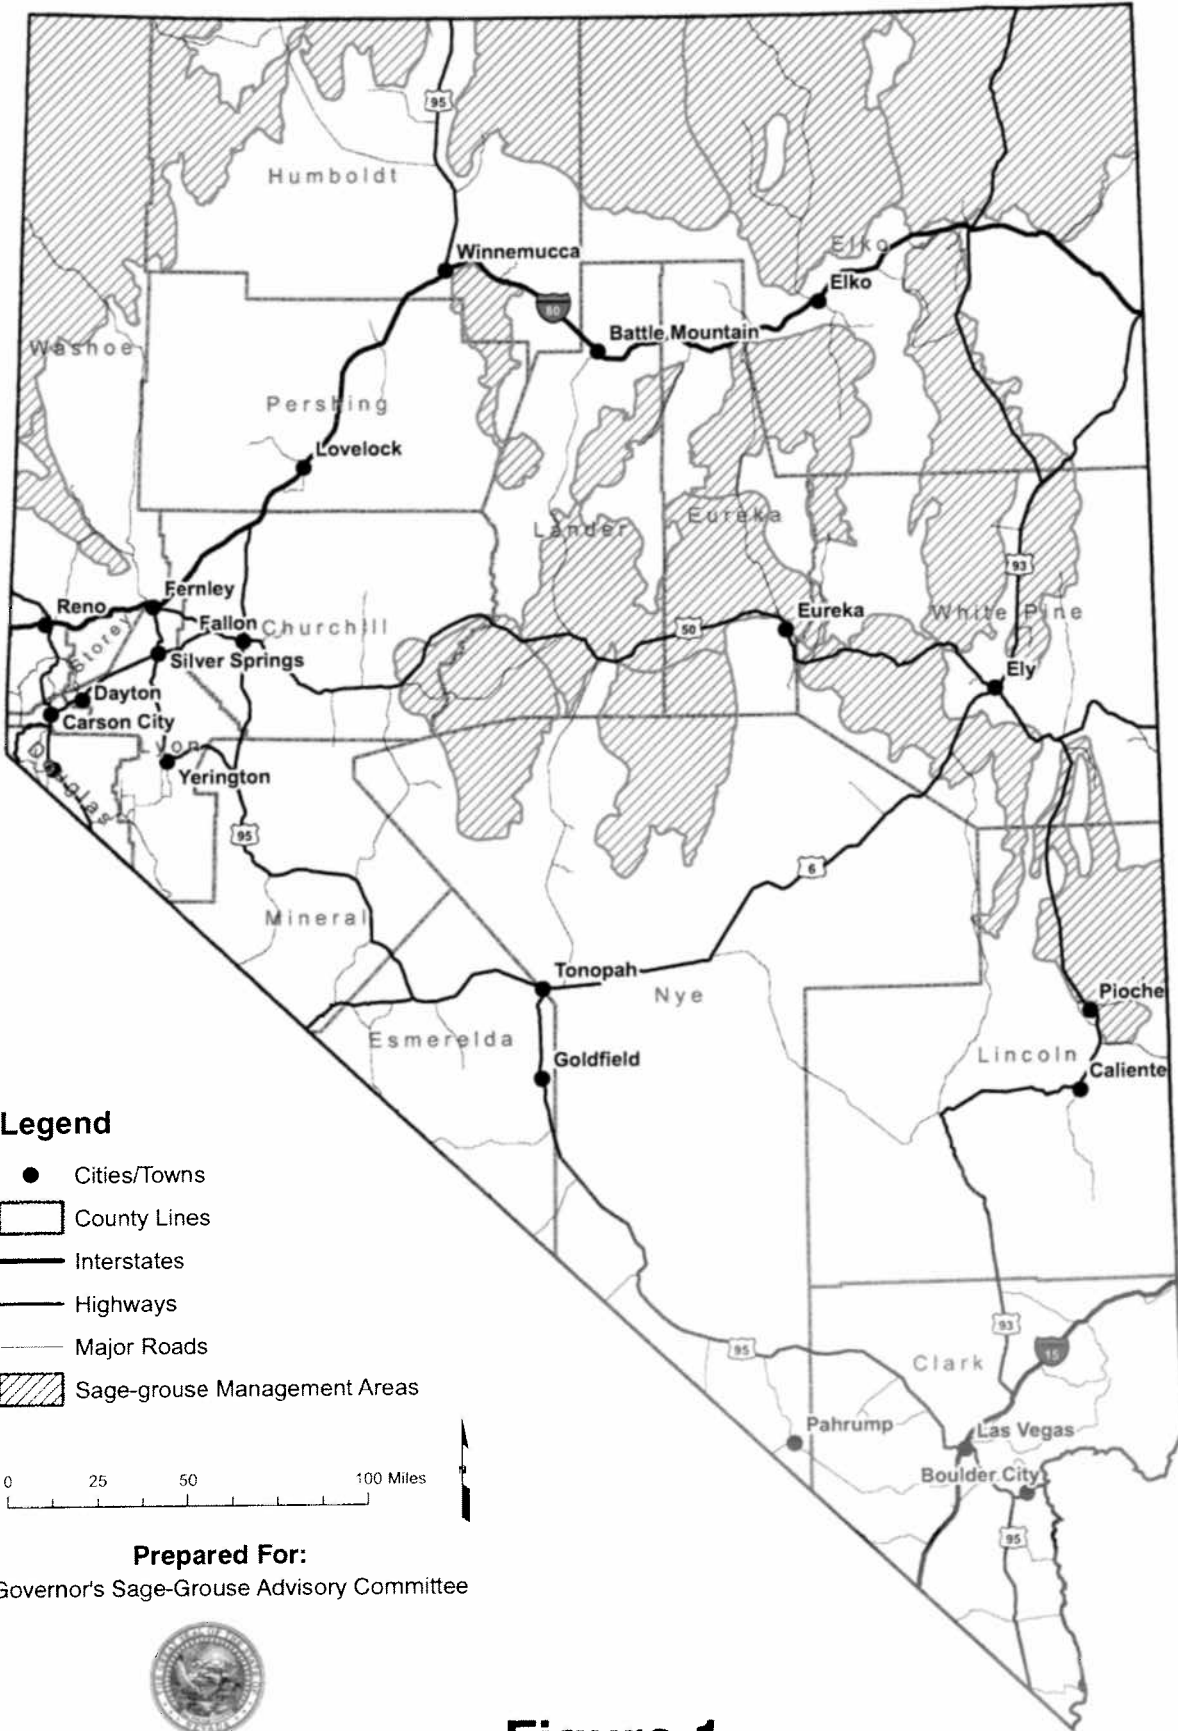 95
Humboldt
Winnemucca
Elko
Elko
80
Battle Mountain
Washoe
Pershing
Lovelock
Lander
Eureka
93
Fernley
Reno
Fallon
Churchill
Eureka
White Pine
50
Storey
Silver Springs
Ely
Dayton
Carson City
Lyon
Douglas
Yerington
95
6
Mineral
Tonopah
Nye
Pioche
Esmerelda
Lincoln
Goldfield
Caliente
Legend
Cities/Towns
County Lines
Interstates
Highways
93
Major Roads
95
15
Clark
Sage-grouse Management Areas
Pahrump
Las Vegas
0 25 50 100 Miles
Boulder City
95
Prepared For:
Governor's Sage-Grouse Advisory Committee
Figure 1